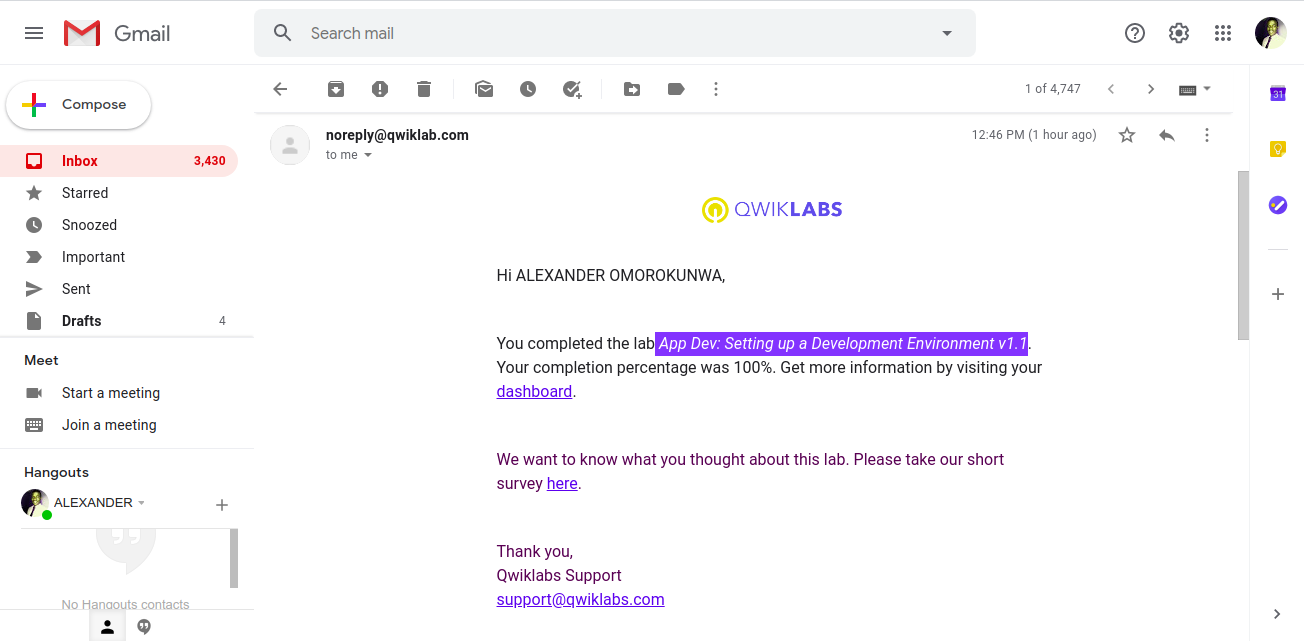 Gmail
Search mail
Compose
1 of 4,747
31
Inbox 3,430
Starred
Snoozed
Important
Sent
Drafts 4
Meet
Start a meeting
Join a meeting
Hangouts
ALEXANDER
No Hangouts contacts
noreply@qwiklab.com
12:46 PM (1 hour ago)
to me
QWIKLABS
Hi ALEXANDER OMOROKUNWA,
You completed the lab App Dev: Setting up a Development Environment v1.1.
Your completion percentage was 100%. Get more information by visiting your
dashboard.
We want to know what you thought about this lab. Please take our short
survey here.
Thank you,
Qwiklabs Support
support@qwiklabs.com